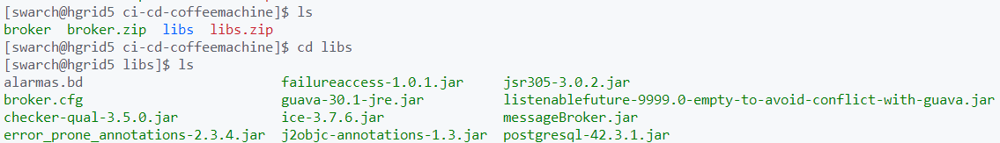 [swarch@hgrid5 ci-cd-coffeemachine]$ ls
broker  broker.zip  libs  libs.zip
[swarch@hgrid5 ci-cd-coffeemachine]$ cd libs
[swarch@hgrid5 libs]$ ls
alarmas.bd                          failureaccess-1.0.1.jar    jsr305-3.0.2.jar
broker.cfg                          guava-30.1-jre.jar         listenablefuture-9999.0-empty-to-avoid-conflict-with-guava.jar
checker-qual-3.5.0.jar              ice-3.7.6.jar              messageBroker.jar
error_prone_annotations-2.3.4.jar  j2objc-annotations-1.3.jar  postgresql-42.3.1.jar